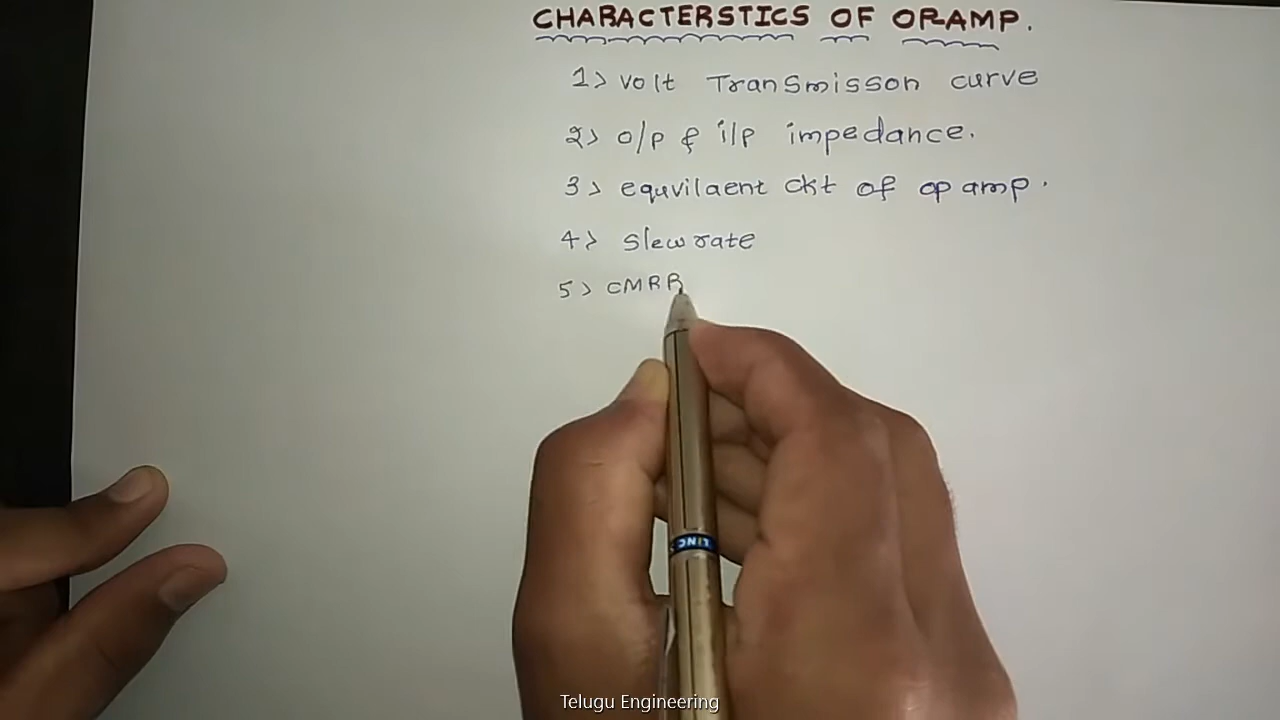 CHARACTERSTICS OF OPAMP.
1> volt Transmisson curve
2> o/p & i/p impedance.
3> equvilaent ckt of op amp.
4> slew rate
5> CMRR
LINC
Telugu Engineering